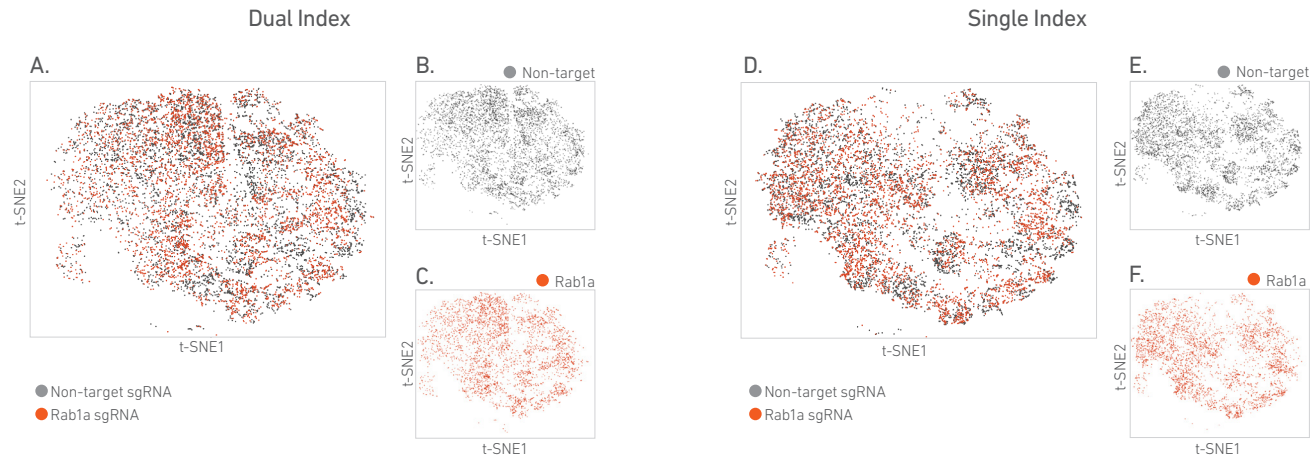 Dual Index
A.
t-SNE2
t-SNE1
Non-target sgRNA
Rab1a sgRNA
B.
Non-target
t-SNE2
t-SNE1
C.
Rab1a
t-SNE2
t-SNE1
Single Index
D.
t-SNE2
t-SNE1
Non-target sgRNA
Rab1a sgRNA
E.
Non-target
t-SNE2
t-SNE1
F.
Rab1a
t-SNE2
t-SNE1